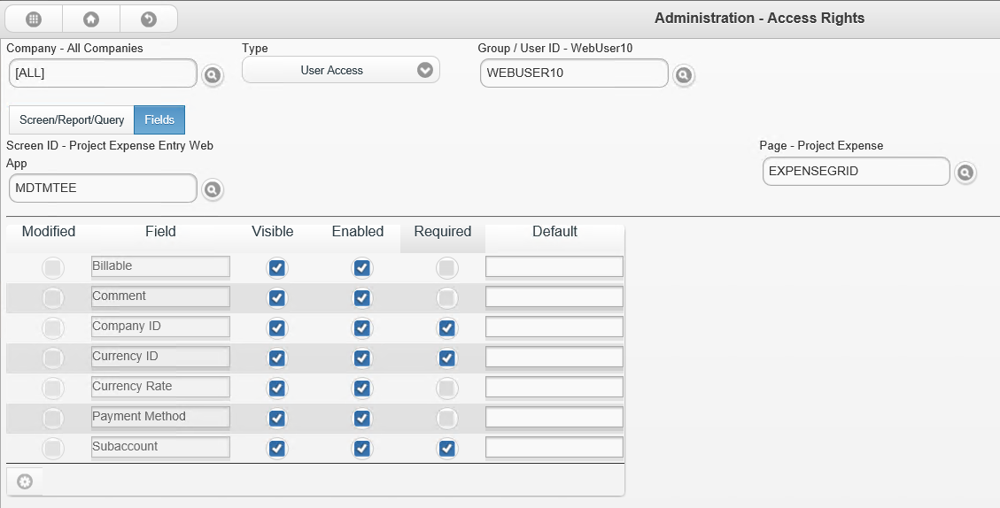 Administration - Access Rights
Company - All Companies
Type
Group / User ID - WebUser10
[ALL]
User Access
WEBUSER10
Screen/Report/Query
Fields
Screen ID - Project Expense Entry Web
App
Page - Project Expense
MDTMTEE
EXPENSEGRID
Modified Field Visible Enabled Required Default
Billable
Comment
Company ID
Currency ID
Currency Rate
Payment Method
Subaccount